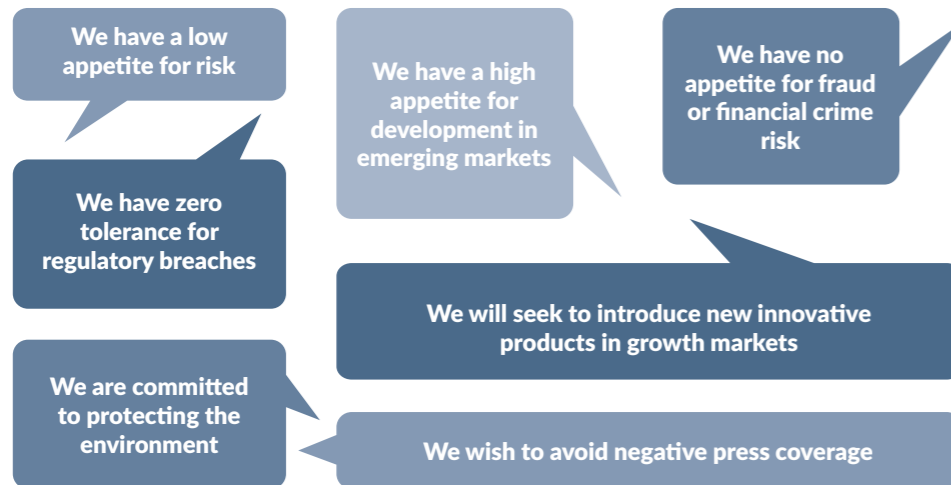 We have a low
appetite for risk
We have a high
appetite for
development in
emerging markets
We have no
appetite for fraud
or financial crime
risk
We have zero
tolerance for
regulatory breaches
We will seek to introduce new innovative
products in growth markets
We are committed
to protecting the
environment
We wish to avoid negative press coverage